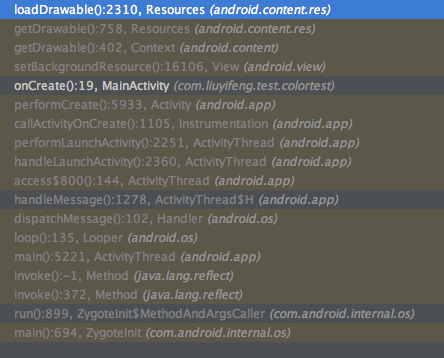 loadDrawable():2310, Resources (android.content.res)
getDrawable():758, Resources (android.content.res)
getDrawable():402, Context (android.content)
setBackgroundResource():16106, View (android.view)
onCreate():19, MainActivity (com.liuyifeng.test.colortest)
performCreate():5933, Activity (android.app)
callActivityOnCreate():1105, Instrumentation (android.app)
performLaunchActivity():2251, ActivityThread (android.app)
handleLaunchActivity():2360, ActivityThread (android.app)
access$800():144, ActivityThread (android.app)
handleMessage():1278, ActivityThread$H (android.app)
dispatchMessage():102, Handler (android.os)
loop():135, Looper (android.os)
main():5221, ActivityThread (android.app)
invoke():-1, Method (java.lang.reflect)
invoke():372, Method (java.lang.reflect)
run():899, ZygoteInit$MethodAndArgsCaller (com.android.internal.os)
main():694, ZygoteInit (com.android.internal.os)